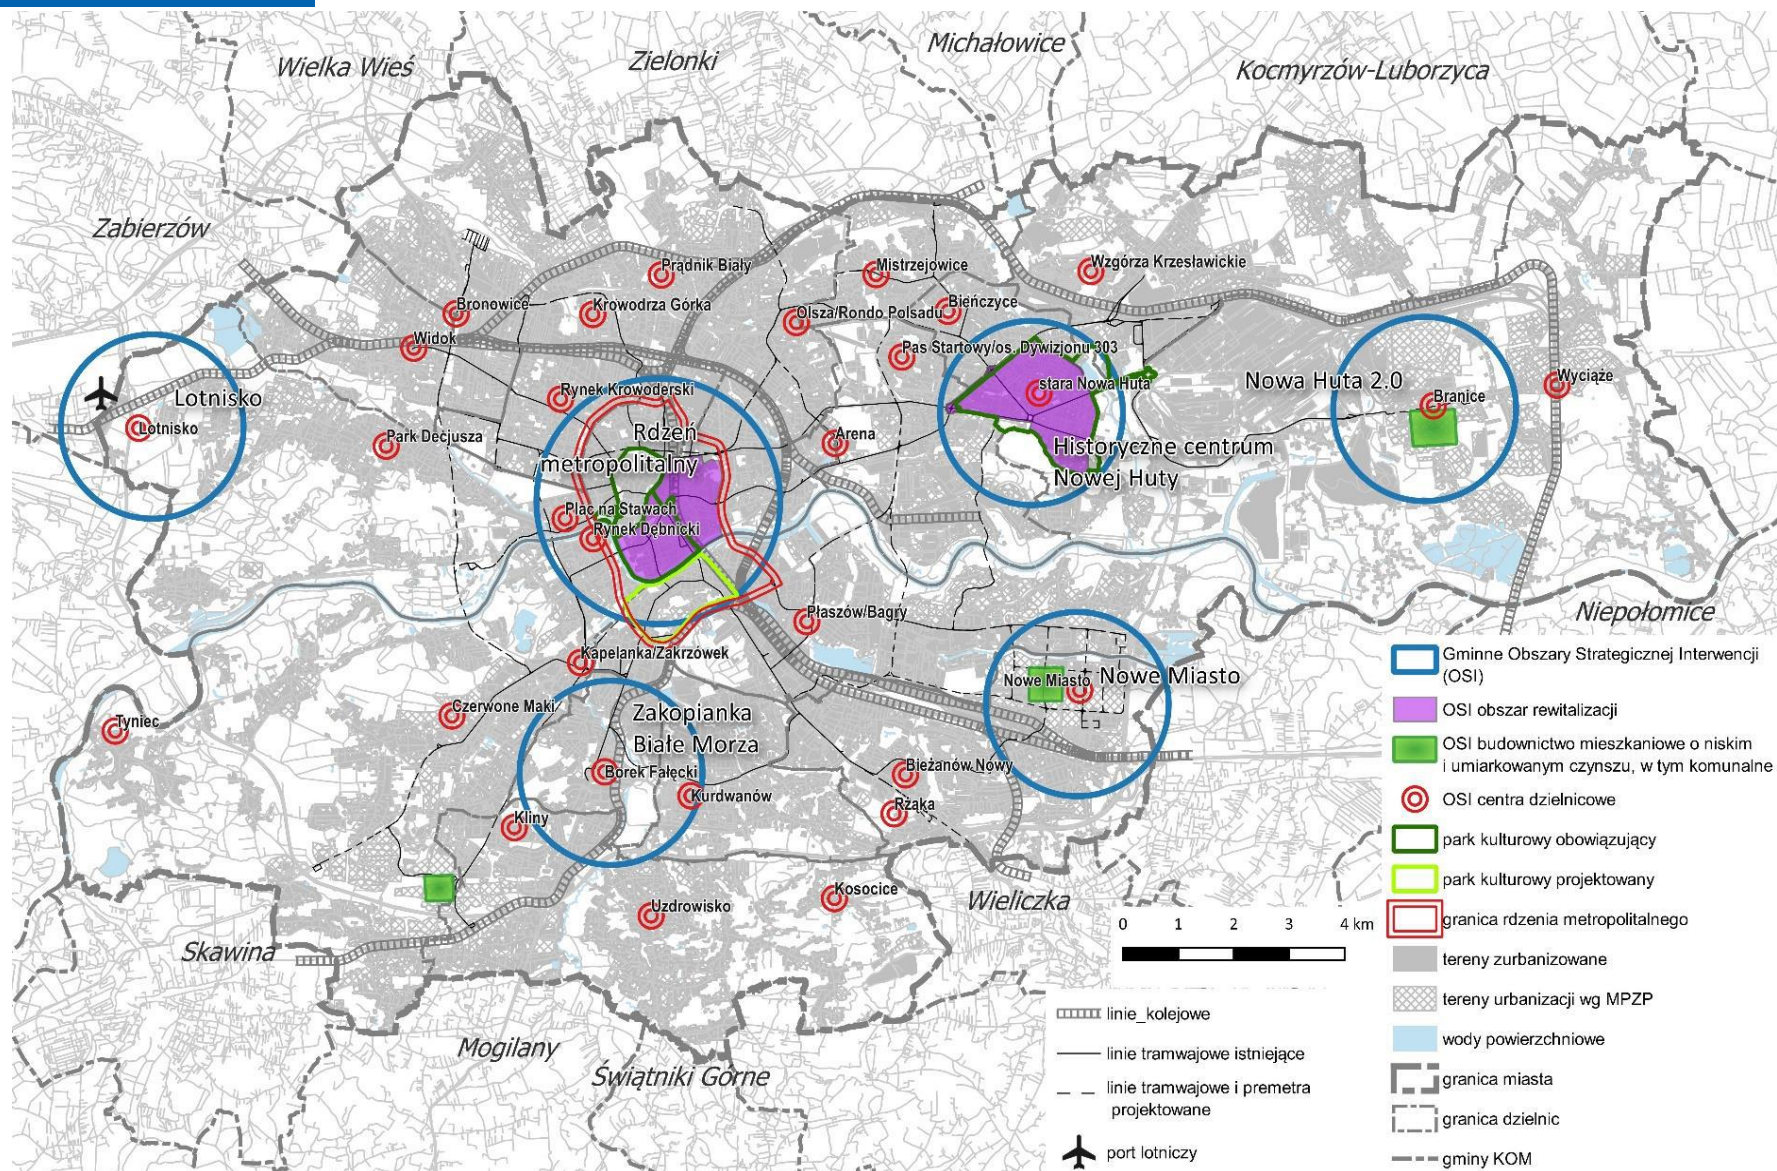 Wielka Wieś
Zielonki
Michałowice
Kocmyrzów-Luborzyca
Zabierzów
Prądnik Biały
Mistrzejowice
Wzgórza Krzesławickie
Bronowice
Krowodrza Górka
Olsza/Rondo Polsadu
Bieńczyce
Widok
Pas Startowy/os. Dywizjonu 303
Rynek Krowoderski
stara Nowa Huta
Nowa Huta 2.0
Wyciąże
Branice
Lotnisko
Lotnisko
Park Decjusza
Rdzeń
metropolitalny
Arena
Historyczne centrum
Nowej Huty
Plac na Stawach
Rynek Dębnicki
Płaszów/Bagry
Niepołomice
Kapelanka/Zakrzówek
Nowe Miasto
Nowe Miasto
Czerwone Maki
Zakopianka
Białe Morza
Tyniec
Borek Fałęcki
Kurdwanów
Bieżanów Nowy
Rżąka
Kliny
Uzdrowisko
Kosocice
Wieliczka
Skawina
Mogilany
Świątniki Górne
0 1 2 3 4 km
linie_kolejowe
linie tramwajowe istniejące
linie tramwajowe i premetra
projektowane
port lotniczy
Gminne Obszary Strategicznej Interwencji
(OSI)
OSI obszar rewitalizacji
OSI budownictwo mieszkaniowe o niskim
i umiarkowanym czynszu, w tym komunalne
OSI centra dzielnicowe
park kulturowy obowiązujący
park kulturowy projektowany
granica rdzenia metropolitalnego
tereny zurbanizowane
tereny urbanizacji wg MPZP
wody powierzchniowe
granica miasta
granica dzielnic
gminy KOM